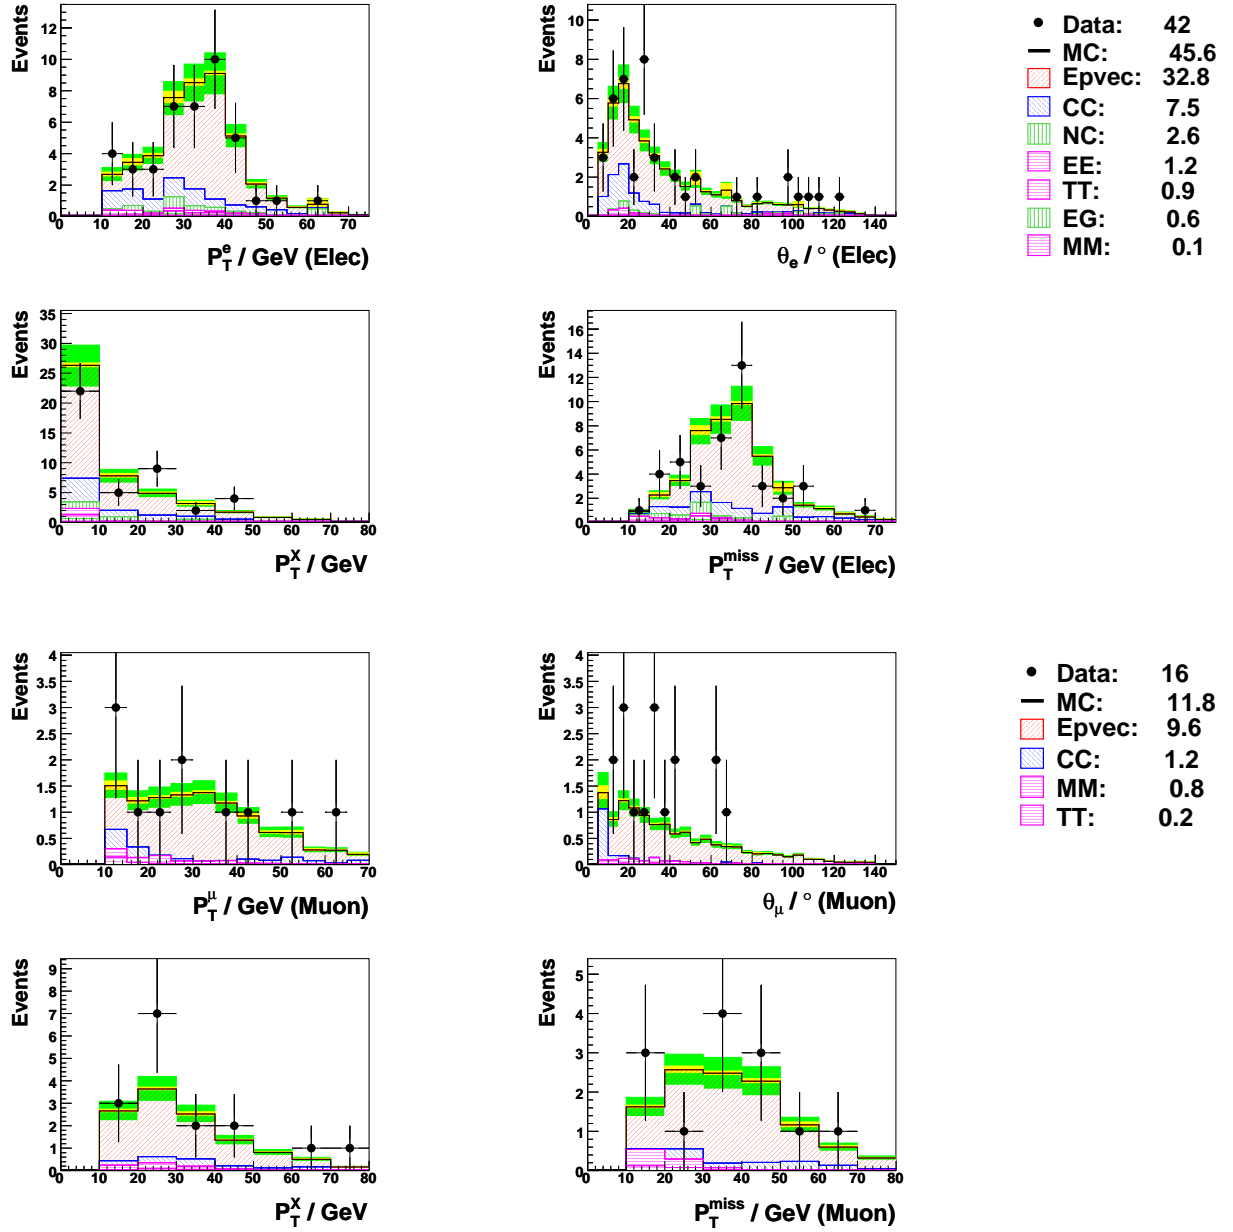 Events
12
10
8
6
4
2
0
0 10 20 30 40 50 60 70
P_T^e / GeV (Elec)
Events
10
8
6
4
2
0
0 20 40 60 80 100 120 140
θ_e / ° (Elec)
Data: 42
MC: 45.6
Epvec: 32.8
CC: 7.5
NC: 2.6
EE: 1.2
TT: 0.9
EG: 0.6
MM: 0.1
Events
35
30
25
20
15
10
5
0
0 10 20 30 40 50 60 70 80
P_T^X / GeV
Events
16
14
12
10
8
6
4
2
0
0 10 20 30 40 50 60 70
P_T^miss / GeV (Elec)
Events
4
3.5
3
2.5
2
1.5
1
0.5
0
0 10 20 30 40 50 60 70
P_T^μ / GeV (Muon)
Events
4
3.5
3
2.5
2
1.5
1
0.5
0
0 20 40 60 80 100 120 140
θ_μ / ° (Muon)
Data: 16
MC: 11.8
Epvec: 9.6
CC: 1.2
MM: 0.8
TT: 0.2
Events
9
8
7
6
5
4
3
2
1
0
0 10 20 30 40 50 60 70 80
P_T^X / GeV
Events
5
4
3
2
1
0
0 10 20 30 40 50 60 70 80
P_T^miss / GeV (Muon)